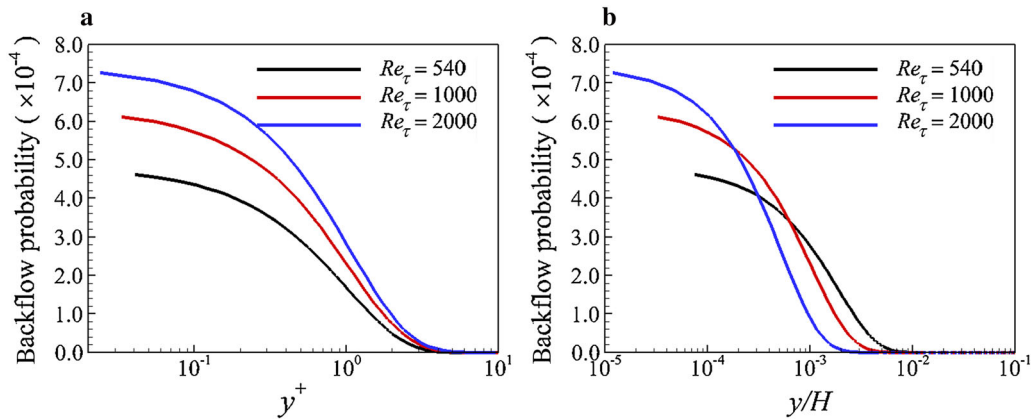 a
Backflow probability ( ×10⁻⁴ )
8.0
7.0
6.0
5.0
4.0
3.0
2.0
1.0
0.0
Reτ = 540
Reτ = 1000
Reτ = 2000
10⁻¹
10⁰
10¹
y⁺
b
Backflow probability ( ×10⁻⁴ )
8.0
7.0
6.0
5.0
4.0
3.0
2.0
1.0
0.0
Reτ = 540
Reτ = 1000
Reτ = 2000
10⁻⁵
10⁻⁴
10⁻³
10⁻²
10⁻¹
y/H